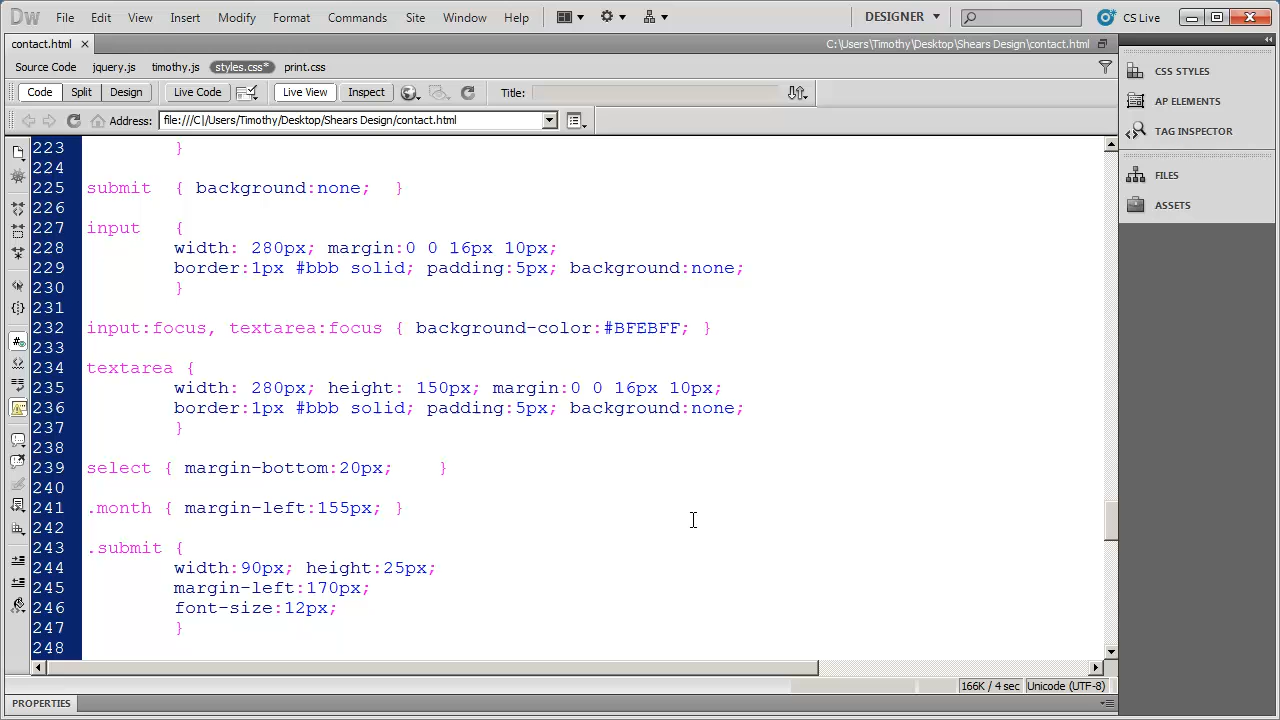 Dw File Edit View Insert Modify Format Commands Site Window Help DESIGNER CS Live
contact.html C:\Users\Timothy\Desktop\Shears Design\contact.html
Source Code jquery.js timothy.js styles.css* print.css
Code Split Design Live Code Live View Inspect Title:
Address: file:///C|/Users/Timothy/Desktop/Shears Design/contact.html
223 }
224
225 submit { background:none; }
226
227 input {
228 width: 280px; margin:0 0 16px 10px;
229 border:1px #bbb solid; padding:5px; background:none;
230 }
231
232 input:focus, textarea:focus { background-color:#BFEBFF; }
233
234 textarea {
235 width: 280px; height: 150px; margin:0 0 16px 10px;
236 border:1px #bbb solid; padding:5px; background:none;
237 }
238
239 select { margin-bottom:20px; }
240
241 .month { margin-left:155px; }
242
243 .submit {
244 width:90px; height:25px;
245 margin-left:170px;
246 font-size:12px;
247 }
248
166K / 4 sec Unicode (UTF-8)
PROPERTIES
CSS STYLES
AP ELEMENTS
TAG INSPECTOR
FILES
ASSETS